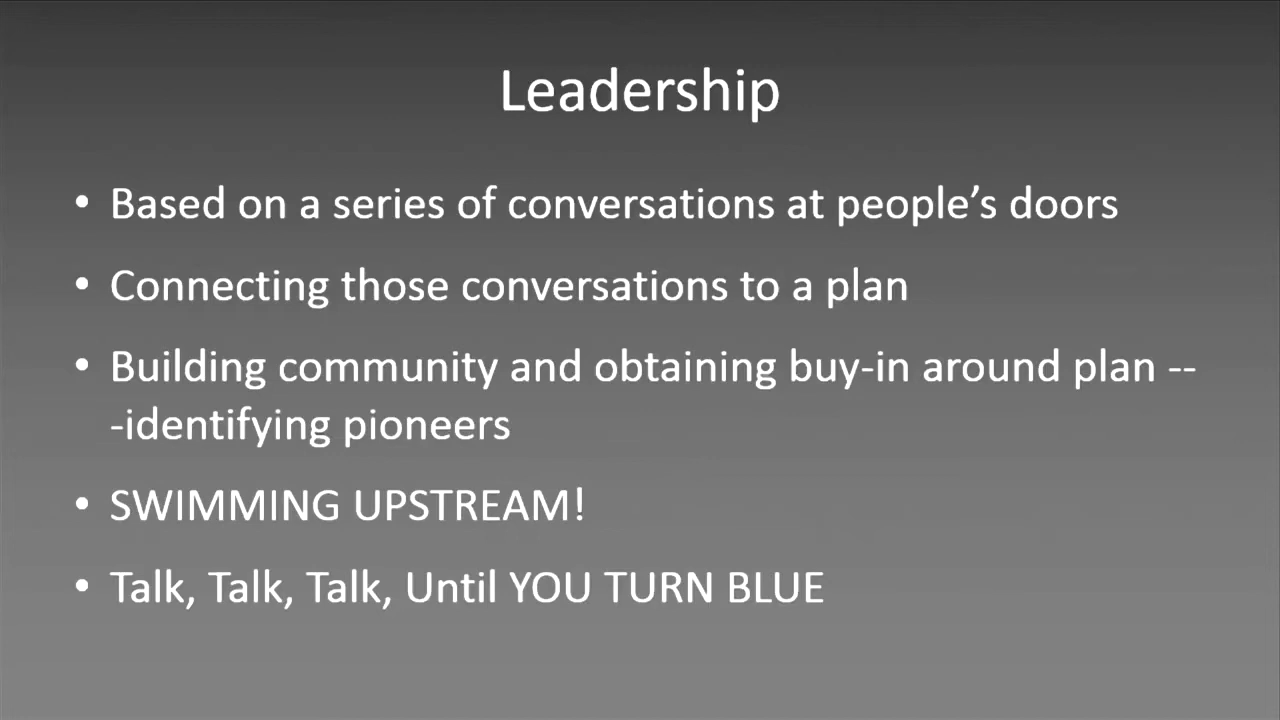 Leadership
• Based on a series of conversations at people’s doors
• Connecting those conversations to a plan
• Building community and obtaining buy-in around plan --
-identifying pioneers
• SWIMMING UPSTREAM!
• Talk, Talk, Talk, Until YOU TURN BLUE